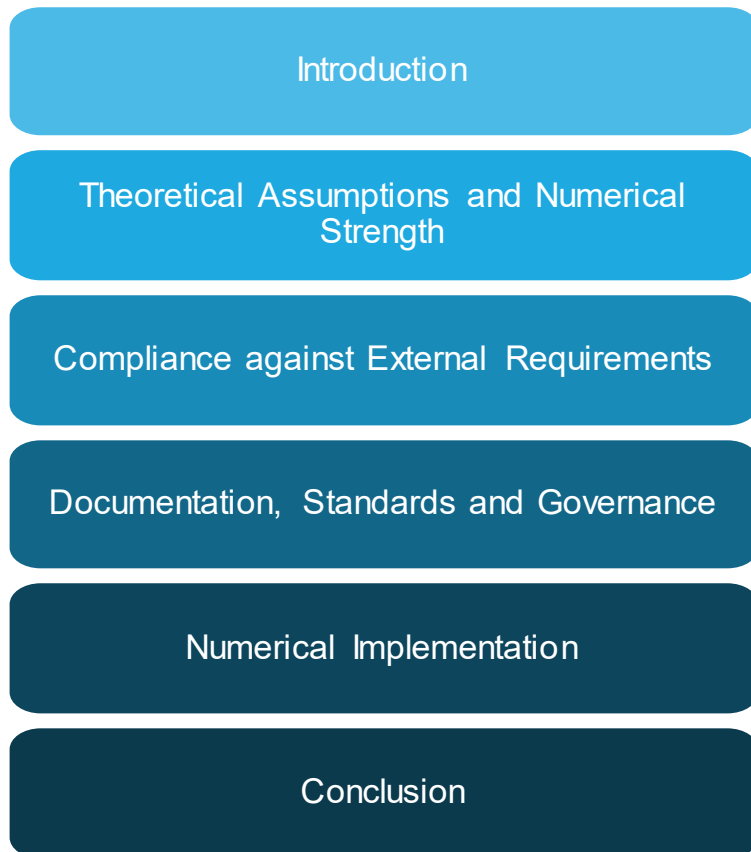 Introduction
Theoretical Assumptions and Numerical
Strength
Compliance against External Requirements
Documentation, Standards and Governance
Numerical Implementation
Conclusion